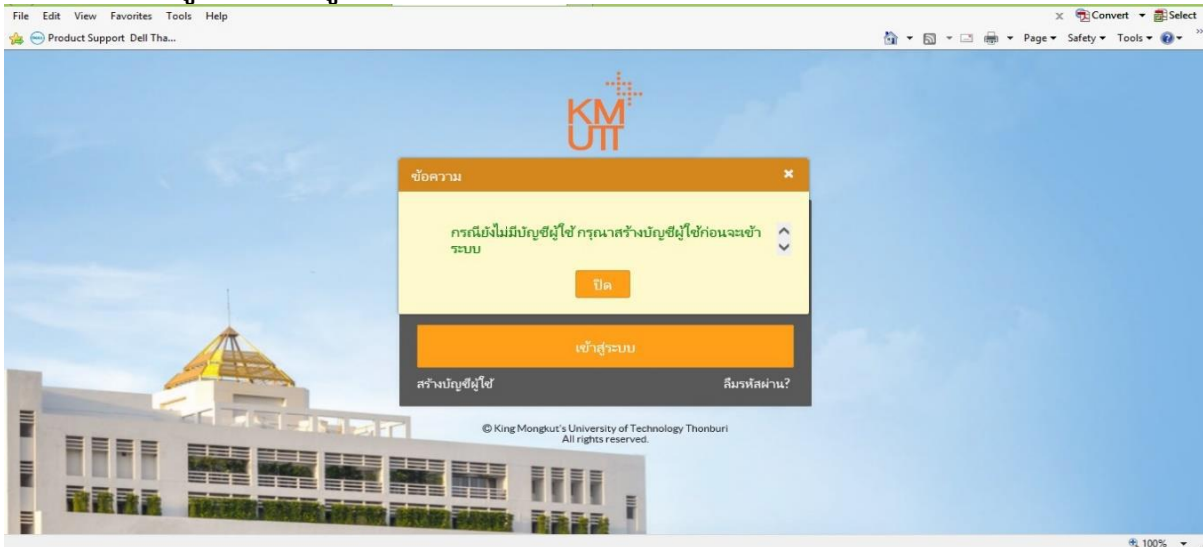 File Edit View Favorites Tools Help
x Convert Select
Product Support Dell Tha...
Page Safety Tools
KM
UTT
ข้อความ
กรณียังไม่มีบัญชีผู้ใช้ กรุณาสร้างบัญชีผู้ใช้ก่อนจะเข้า
ระบบ
ปิด
เข้าสู่ระบบ
สร้างบัญชีผู้ใช้ ลืมรหัสผ่าน?
© King Mongkut's University of Technology Thonburi
All rights reserved.
100%